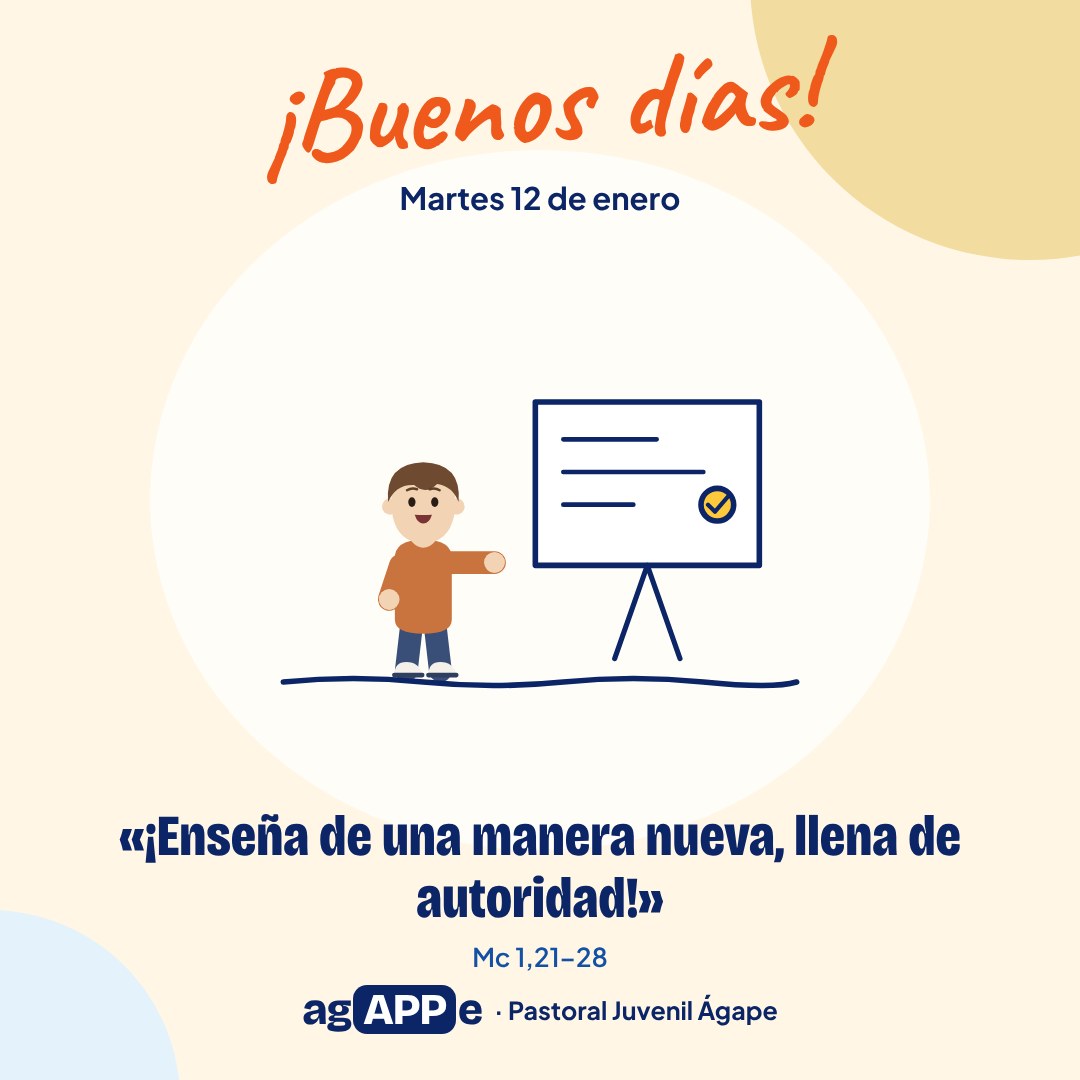 ¡Buenos días!
Martes 12 de enero
«¡Enseña de una manera nueva, llena de
autoridad!»
Mc 1,21–28
agAPPe · Pastoral Juvenil Ágape